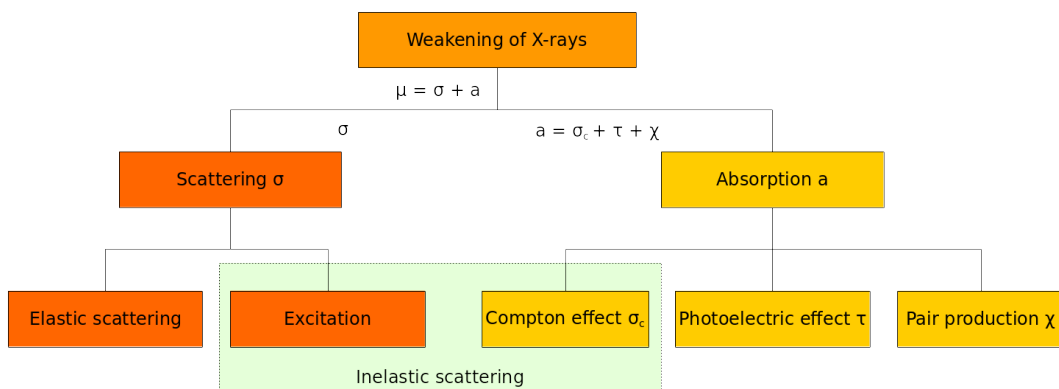 Weakening of X-rays
μ = σ + a
σ
a = σc + τ + χ
Scattering σ
Absorption a
Elastic scattering
Excitation
Compton effect σc
Photoelectric effect τ
Pair production χ
Inelastic scattering